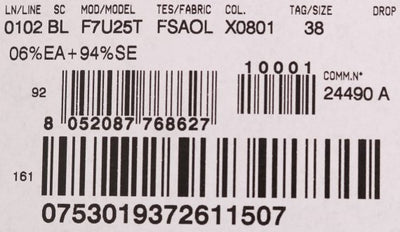 LN/LINE SC MOD/MODEL TES/FABRIC COL. TAG/SIZE DROP
0102 BL F7U25T FSAOL X0801 38
06%EA+94%SE
10001
COMM.N°
92 24490 A
8 052087 768627
161
0753019372611507